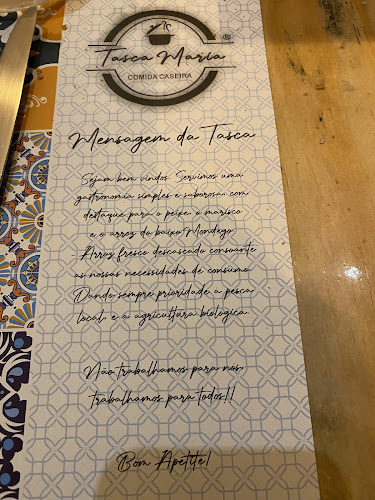 Tasca Maria
®
COMIDA CASEIRA
Mensagem da Tasca
Sejam bem vindos. Servimos uma
gastronomia simples e saborosa, com
destaque para o peixe, o marisco
e o arroz do baixo Mondego.
Arroz fresco descascado consoante
as nossas necessidades de consumo.
Dando sempre prioridade a pesca
local, e a agricultura biologica.
Não trabalhamos para nos,
trabalhamos para todos!!
Bom Apetite!